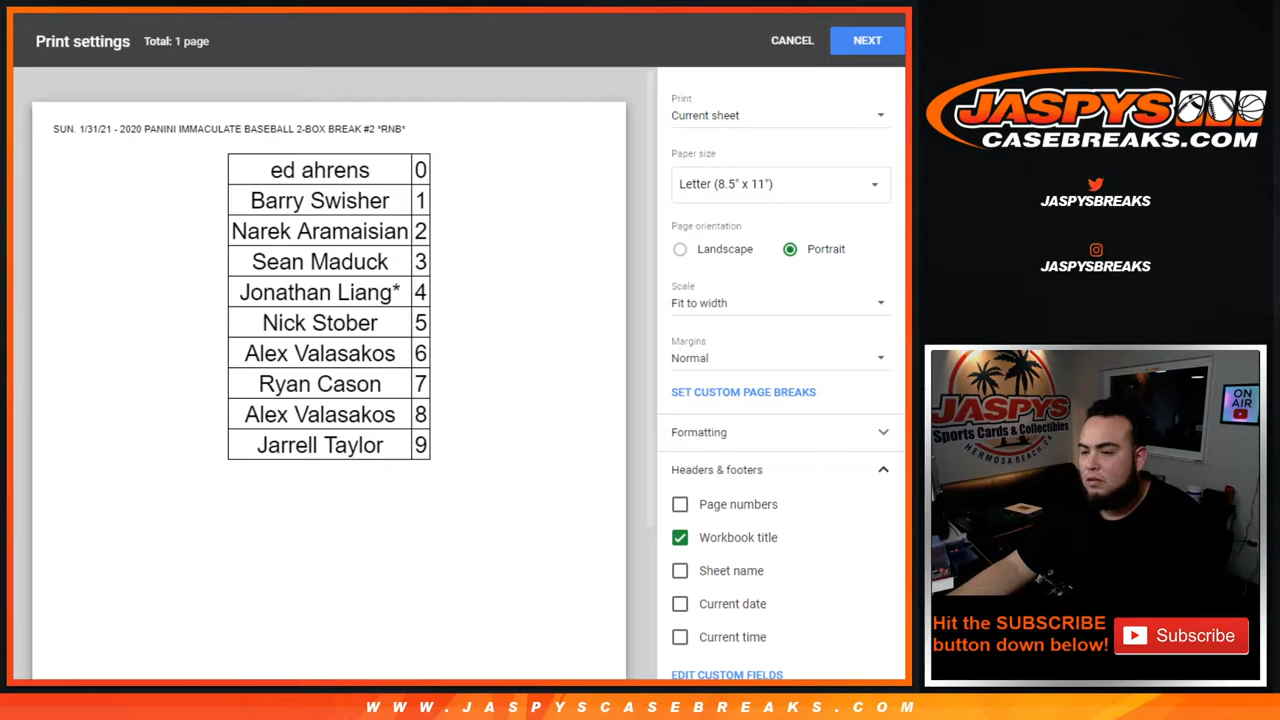 Print settings Total: 1 page
CANCEL NEXT
SUN. 1/31/21 - 2020 PANINI IMMACULATE BASEBALL 2-BOX BREAK #2 *RNB*
ed ahrens 0
Barry Swisher 1
Narek Aramaisian 2
Sean Maduck 3
Jonathan Liang* 4
Nick Stober 5
Alex Valasakos 6
Ryan Cason 7
Alex Valasakos 8
Jarrell Taylor 9
Print
Current sheet
Paper size
Letter (8.5" x 11")
Page orientation
Landscape Portrait
Scale
Fit to width
Margins
Normal
SET CUSTOM PAGE BREAKS
Formatting
Headers & footers
Page numbers
Workbook title
Sheet name
Current date
Current time
EDIT CUSTOM FIELDS
JASPYS
CASEBREAKS.COM
JASPYSBREAKS
JASPYSBREAKS
JASPYS
Sports Cards & Collectibles
HERMOSA BEACH, CA
ON
AIR
Hit the SUBSCRIBE
button down below!
Subscribe
WWW.JASPYSCASEBREAKS.COM